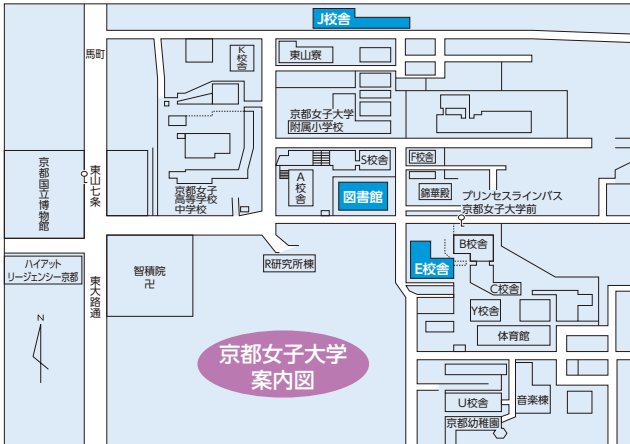 J校舎
馬町
K
校
舎
東山寮
京都女子大学
附属小学校
京都国立博物館
東山七条
京都女子
高等学校
中学校
A
校
舎
S校舎
図書館
F校舎
錦華殿
プリンセスラインバス
京都女子大学前
ハイアット
リージェンシー京都
東大路通
智積院
卍
R研究所棟
B校舎
E校舎
C校舎
Y校舎
体育館
N
京都女子大学
案内図
U校舎
音楽棟
京都幼稚園